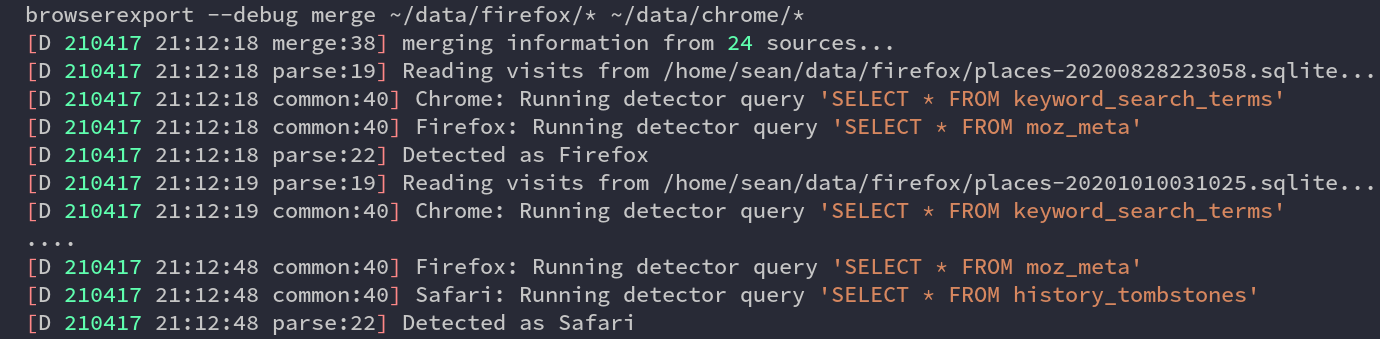 browserexport --debug merge ~/data/firefox/* ~/data/chrome/*
[D 210417 21:12:18 merge:38] merging information from 24 sources...
[D 210417 21:12:18 parse:19] Reading visits from /home/sean/data/firefox/places-20200828223058.sqlite...
[D 210417 21:12:18 common:40] Chrome: Running detector query 'SELECT * FROM keyword_search_terms'
[D 210417 21:12:18 common:40] Firefox: Running detector query 'SELECT * FROM moz_meta'
[D 210417 21:12:18 parse:22] Detected as Firefox
[D 210417 21:12:19 parse:19] Reading visits from /home/sean/data/firefox/places-20201010031025.sqlite...
[D 210417 21:12:19 common:40] Chrome: Running detector query 'SELECT * FROM keyword_search_terms'
....
[D 210417 21:12:48 common:40] Firefox: Running detector query 'SELECT * FROM moz_meta'
[D 210417 21:12:48 common:40] Safari: Running detector query 'SELECT * FROM history_tombstones'
[D 210417 21:12:48 parse:22] Detected as Safari